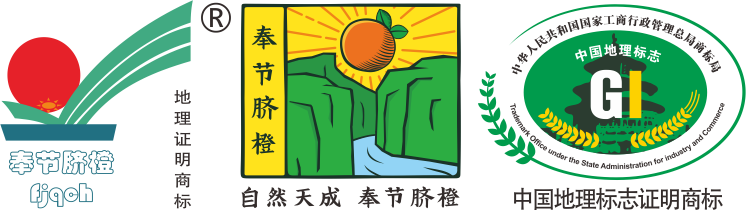 ®
奉节脐橙
fjqch
地理证明商标
奉节脐橙
自然天成 奉节脐橙
中华人民共和国国家工商行政管理总局商标局
中国地理标志
GI
Trademark Office under the State Administration for Industry and Commerce
中国地理标志证明商标